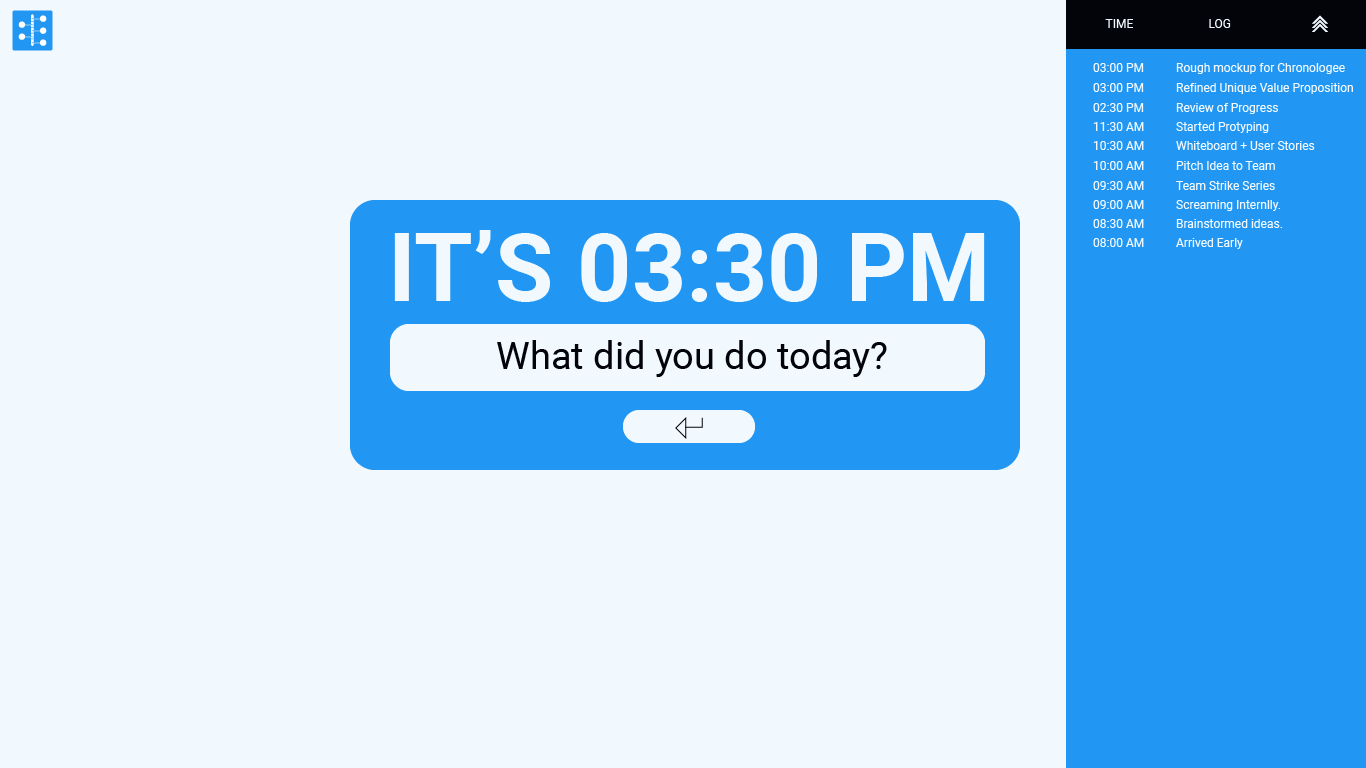 IT’S 03:30 PM
What did you do today?
TIME LOG
03:00 PM Rough mockup for Chronologee
03:00 PM Refined Unique Value Proposition
02:30 PM Review of Progress
11:30 AM Started Protyping
10:30 AM Whiteboard + User Stories
10:00 AM Pitch Idea to Team
09:30 AM Team Strike Series
09:00 AM Screaming Internlly.
08:30 AM Brainstormed ideas.
08:00 AM Arrived Early